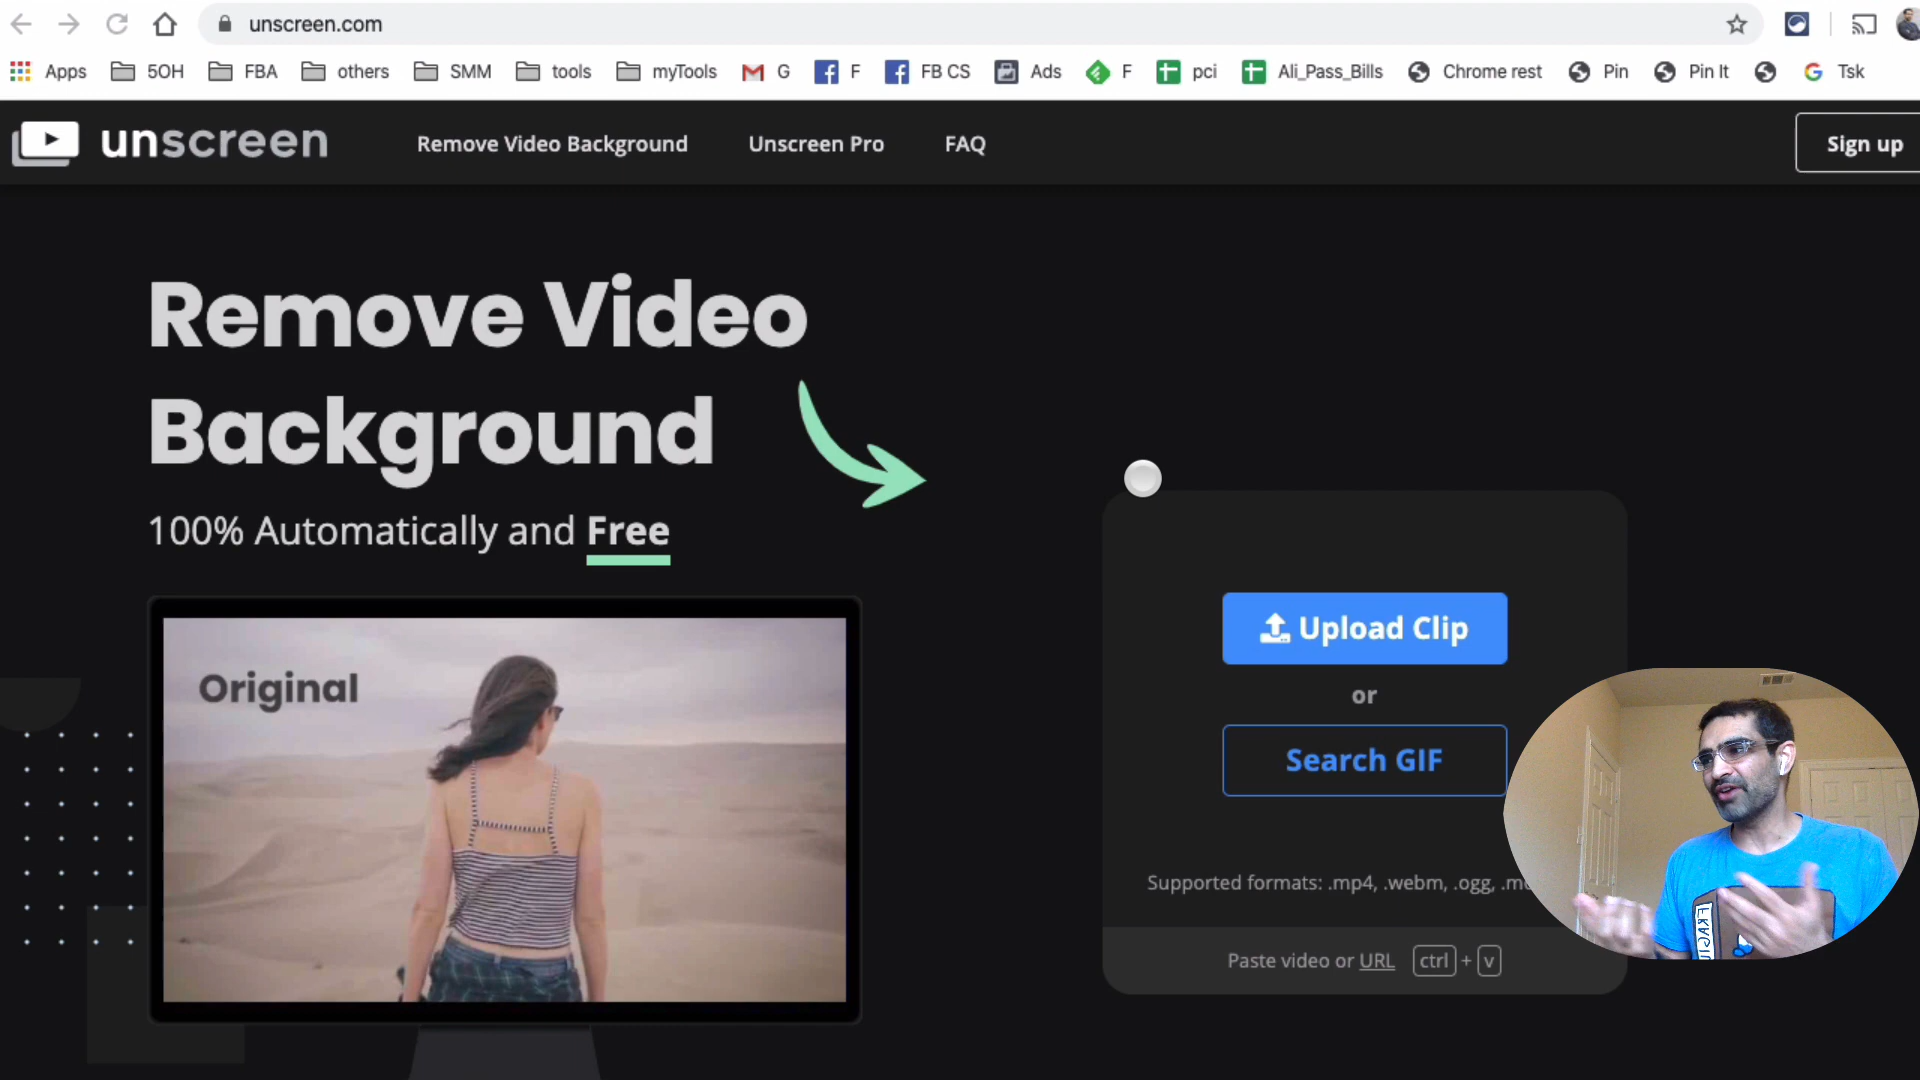 unscreen.com
Apps 5OH FBA others SMM tools myTools G F FB CS Ads F pci Ali_Pass_Bills Chrome rest Pin Pin It Tsk
unscreen Remove Video Background Unscreen Pro FAQ Sign up
Remove Video
Background
100% Automatically and Free
Original
Upload Clip
or
Search GIF
Supported formats: .mp4, .webm, .ogg,
Paste video or URL ctrl + v